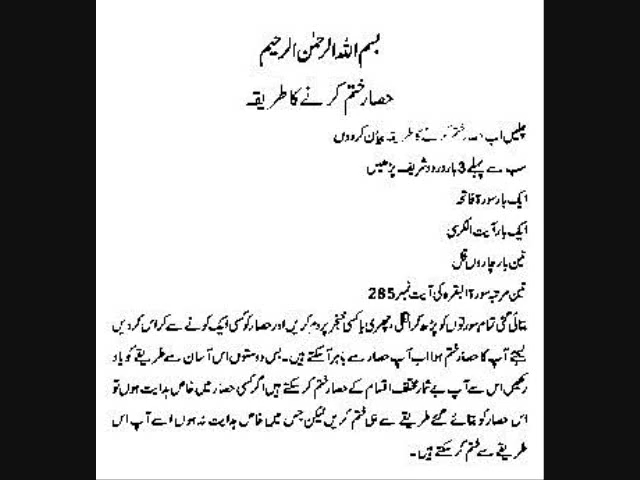 بسم اللہ الرحمٰن الرحیم
حصار ختم کرنے کا طریقہ
چلیں اب حصار ختم کرنے کا طریقہ بیان کر دوں
سب سے پہلے 3 بار درود شریف پڑھیں
ایک بار سورۃ فاتحہ
ایک بار آیت الکرسی
تین بار چاروں قل
تین مرتبہ سورۃ البقرہ کی آیت نمبر 285
بتائی گئی تمام سورتوں کو پڑھ کر انگلی، چھری یا کسی خنجر پر دم کریں اور حصار کو کسی ایک کونے سے کراس کر دیں
لیجئے آپ کا حصار ختم ہوا اب آپ حصار سے باہر آسکتے ہیں۔ بس دوستوں اس آسان سے طریقے کو یاد
رکھیں اس سے آپ بے شمار مختلف اقسام کے حصار ختم کر سکتے ہیں اگر کسی حصار میں خاص ہدایت ہوں تو
اس حصار کو بتائے گئے طریقے سے ہی ختم کریں لیکن جس میں خاص ہدایت نہ ہوں اسے آپ اس
طریقے سے ختم کر سکتے ہیں۔